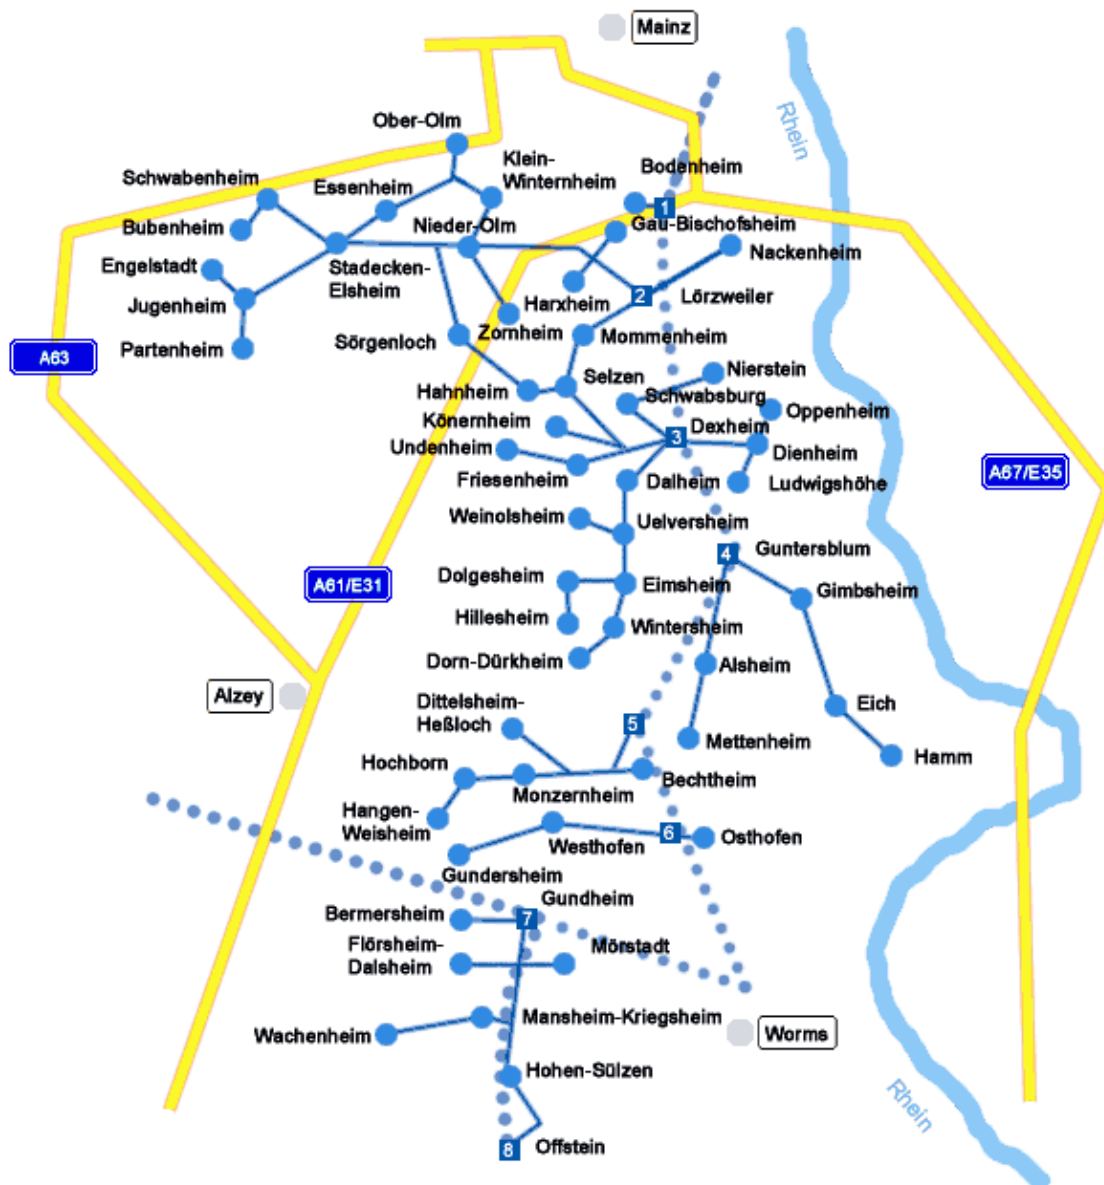 Mainz
Rhein
Ober-Olm
Klein-
Winternheim
Bodenheim
Schwabenheim
Essenheim
1
Bubenheim
Nieder-Olm
Gau-Bischofsheim
Nackenheim
Engelstadt
Stadecken-
Elsheim
Jugenheim
2
Lörzweiler
Harxheim
Zornheim
Sörgenloch
Mommenheim
Partenheim
A63
Nierstein
Selzen
Hahnheim
Schwabsburg
Oppenheim
Könernheim
Dexheim
3
Undenheim
Dienheim
A67/E35
Friesenheim
Dalheim
Ludwigshöhe
Weinolsheim
Uelversheim
4
Guntersblum
A61/E31
Dolgesheim
Eimsheim
Gimbsheim
Hillesheim
Wintersheim
Dorn-Dürkheim
Alsheim
Alzey
Dittelsheim-
Heßloch
5
Eich
Mettenheim
Hamm
Hochborn
Bechtheim
Monzernheim
Hangen-
Weisheim
6
Osthofen
Westhofen
Gundersheim
Gundheim
Bermersheim
7
Flörsheim-
Dalsheim
Mörstadt
Mansheim-Kriegsheim
Wachenheim
Worms
Hohen-Sülzen
Rhein
8
Offstein